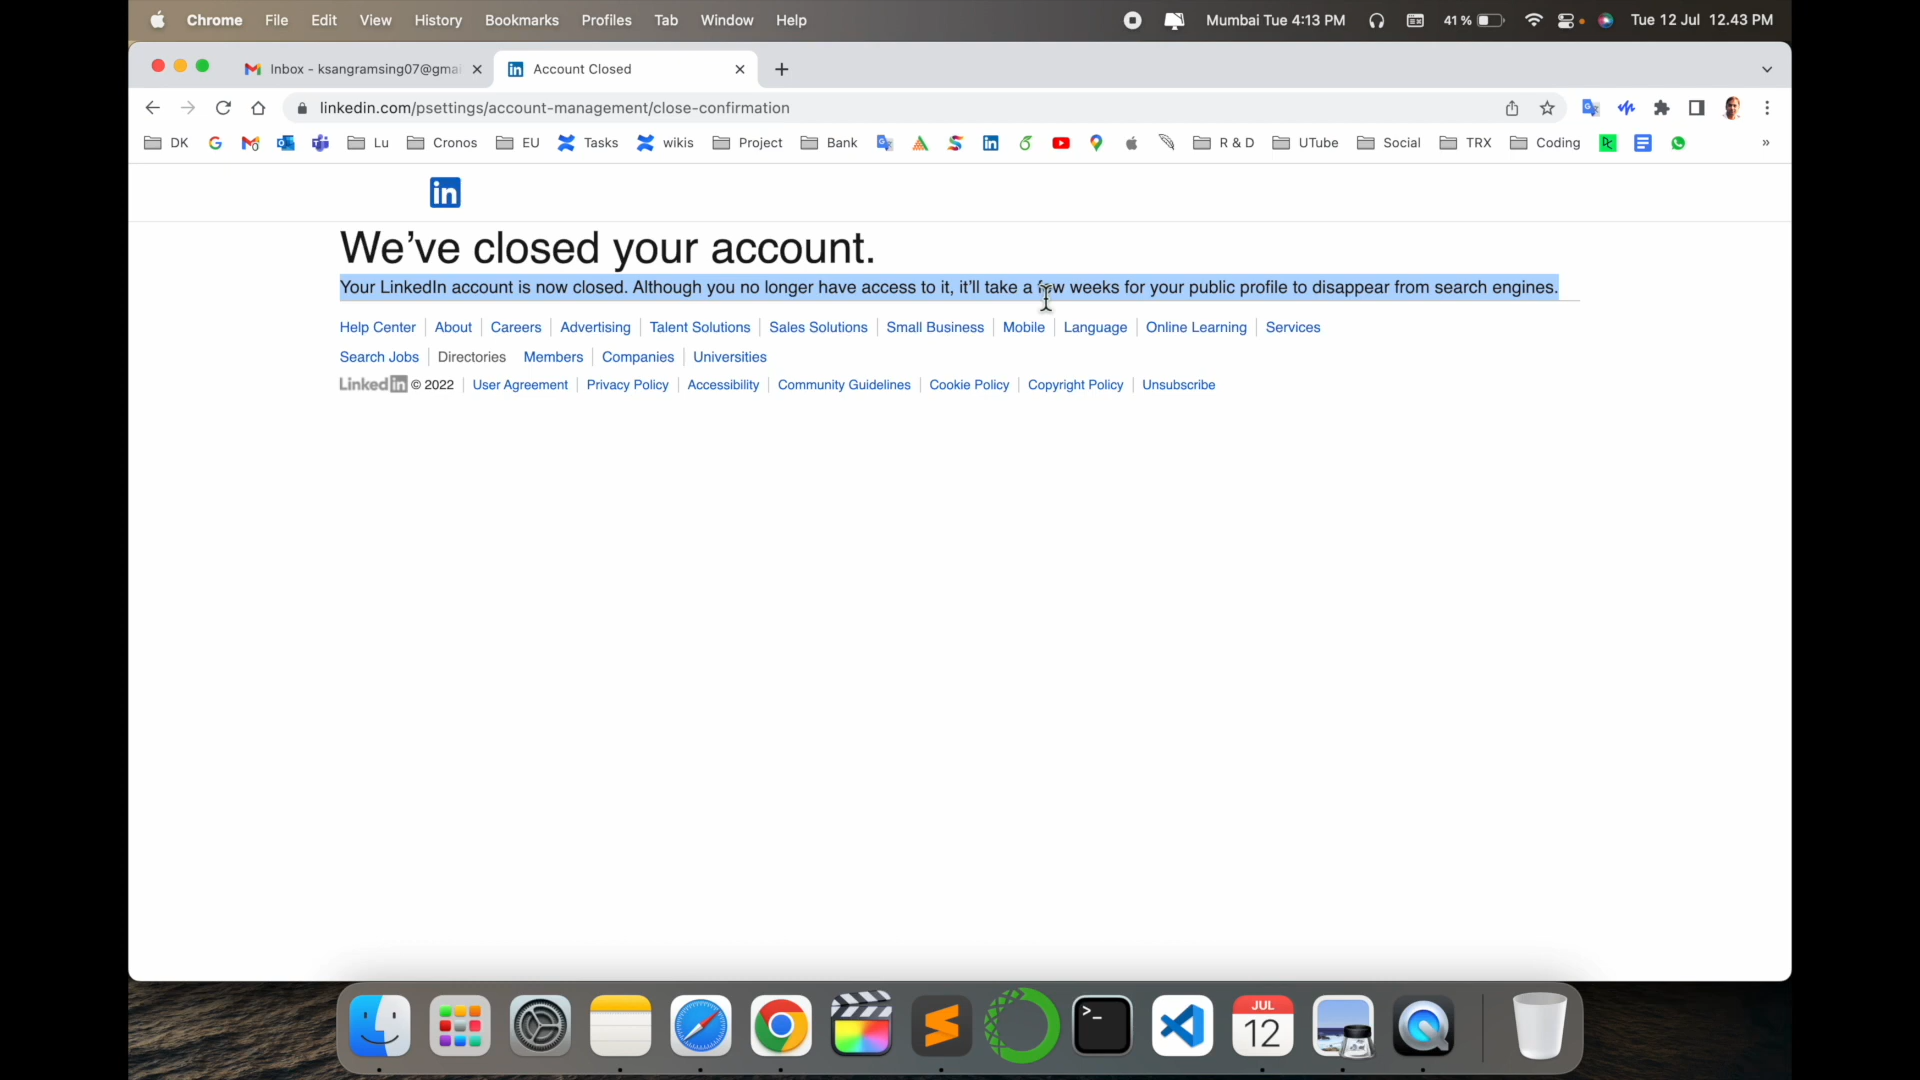 Chrome File Edit View History Bookmarks Profiles Tab Window Help Mumbai Tue 4:13 PM 41 % Tue 12 Jul 12.43 PM
Inbox - ksangramsing07@gmai Account Closed
linkedin.com/psettings/account-management/close-confirmation
DK Lu Cronos EU Tasks wikis Project Bank R & D UTube Social TRX Coding »
in
We’ve closed your account.
Your LinkedIn account is now closed. Although you no longer have access to it, it’ll take a few weeks for your public profile to disappear from search engines.
Help Center About Careers Advertising Talent Solutions Sales Solutions Small Business Mobile Language Online Learning Services
Search Jobs Directories Members Companies Universities
Linked in © 2022 User Agreement Privacy Policy Accessibility Community Guidelines Cookie Policy Copyright Policy Unsubscribe
JUL
12